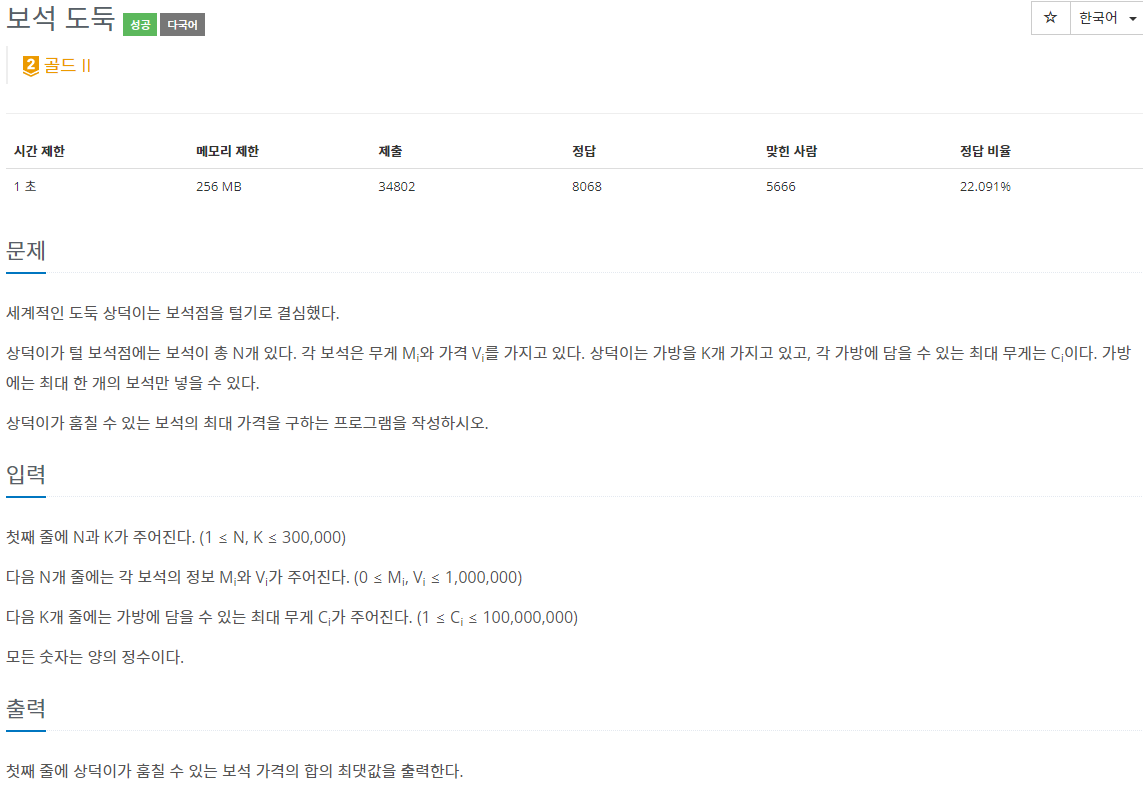 보석 도둑 성공 다국어
☆ 한국어
2 골드 II
시간 제한 메모리 제한 제출 정답 맞힌 사람 정답 비율
1 초 256 MB 34802 8068 5666 22.091%
문제
세계적인 도둑 상덕이는 보석점을 털기로 결심했다.
상덕이가 털 보석점에는 보석이 총 N개 있다. 각 보석은 무게 Mi와 가격 Vi를 가지고 있다. 상덕이는 가방을 K개 가지고 있고, 각 가방에 담을 수 있는 최대 무게는 Ci이다. 가방
에는 최대 한 개의 보석만 넣을 수 있다.
상덕이가 훔칠 수 있는 보석의 최대 가격을 구하는 프로그램을 작성하시오.
입력
첫째 줄에 N과 K가 주어진다. (1 ≤ N, K ≤ 300,000)
다음 N개 줄에는 각 보석의 정보 Mi와 Vi가 주어진다. (0 ≤ Mi, Vi ≤ 1,000,000)
다음 K개 줄에는 가방에 담을 수 있는 최대 무게 Ci가 주어진다. (1 ≤ Ci ≤ 100,000,000)
모든 숫자는 양의 정수이다.
출력
첫째 줄에 상덕이가 훔칠 수 있는 보석 가격의 합의 최댓값을 출력한다.